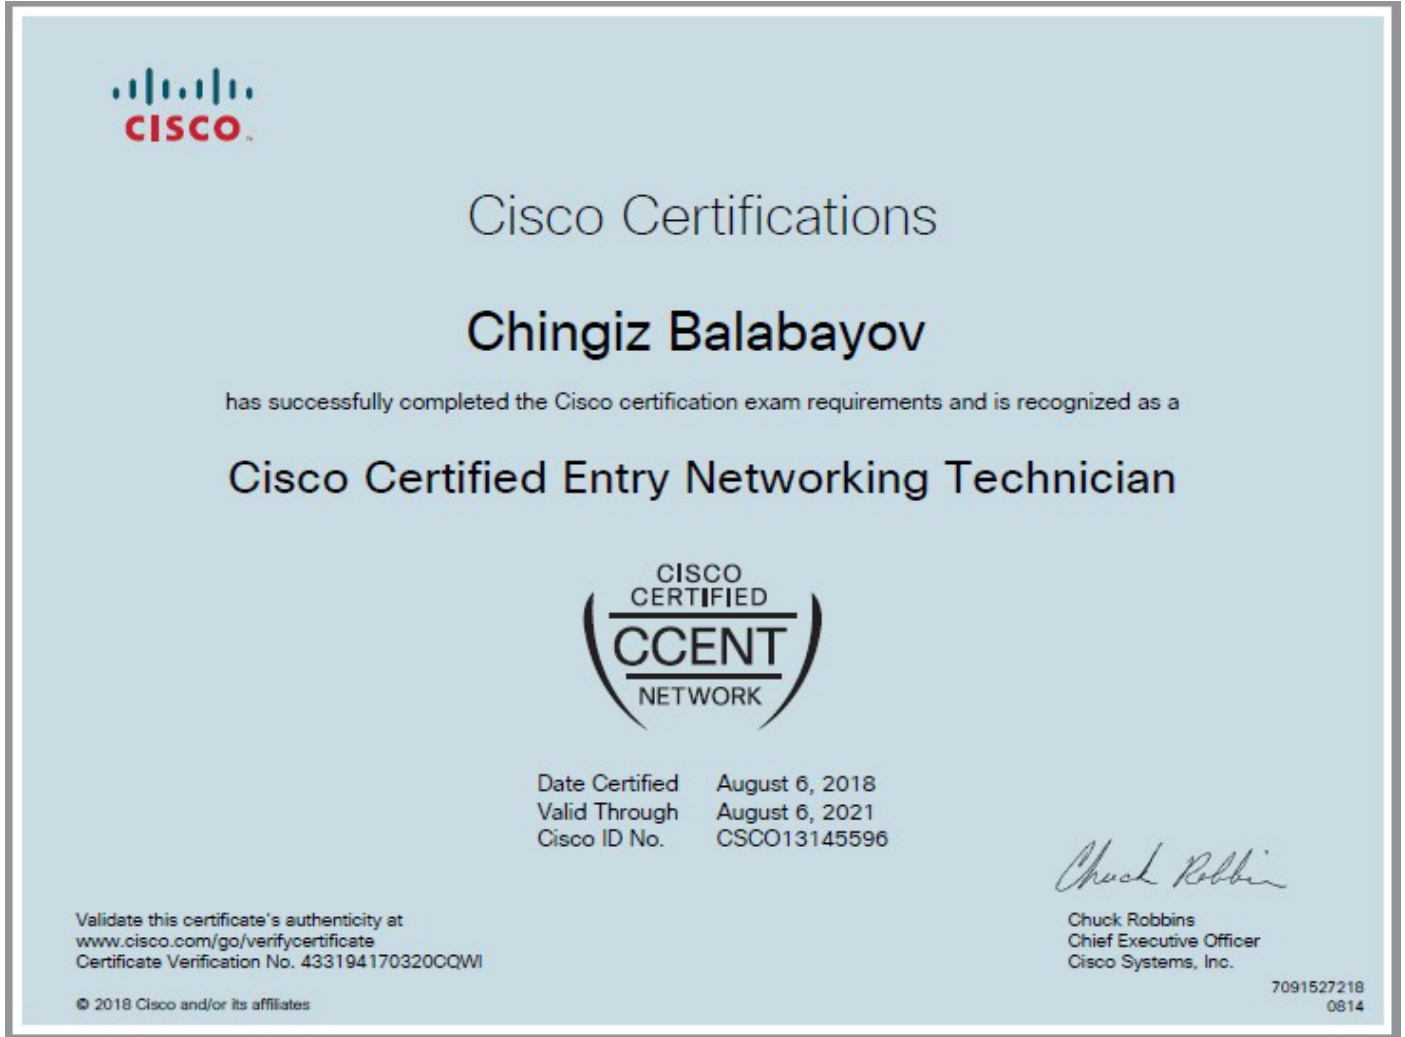 CISCO
Cisco Certifications
Chingiz Balabayov
has successfully completed the Cisco certification exam requirements and is recognized as a
Cisco Certified Entry Networking Technician
CISCO
CERTIFIED
CCENT
NETWORK
Date Certified August 6, 2018
Valid Through August 6, 2021
Cisco ID No. CSCO13145596
Chuck Robbins
Validate this certificate's authenticity at
www.cisco.com/go/verifycertificate
Certificate Verification No. 433194170320CQWI
© 2018 Cisco and/or its affiliates
Chuck Robbins
Chief Executive Officer
Cisco Systems, Inc.
7091527218
0814